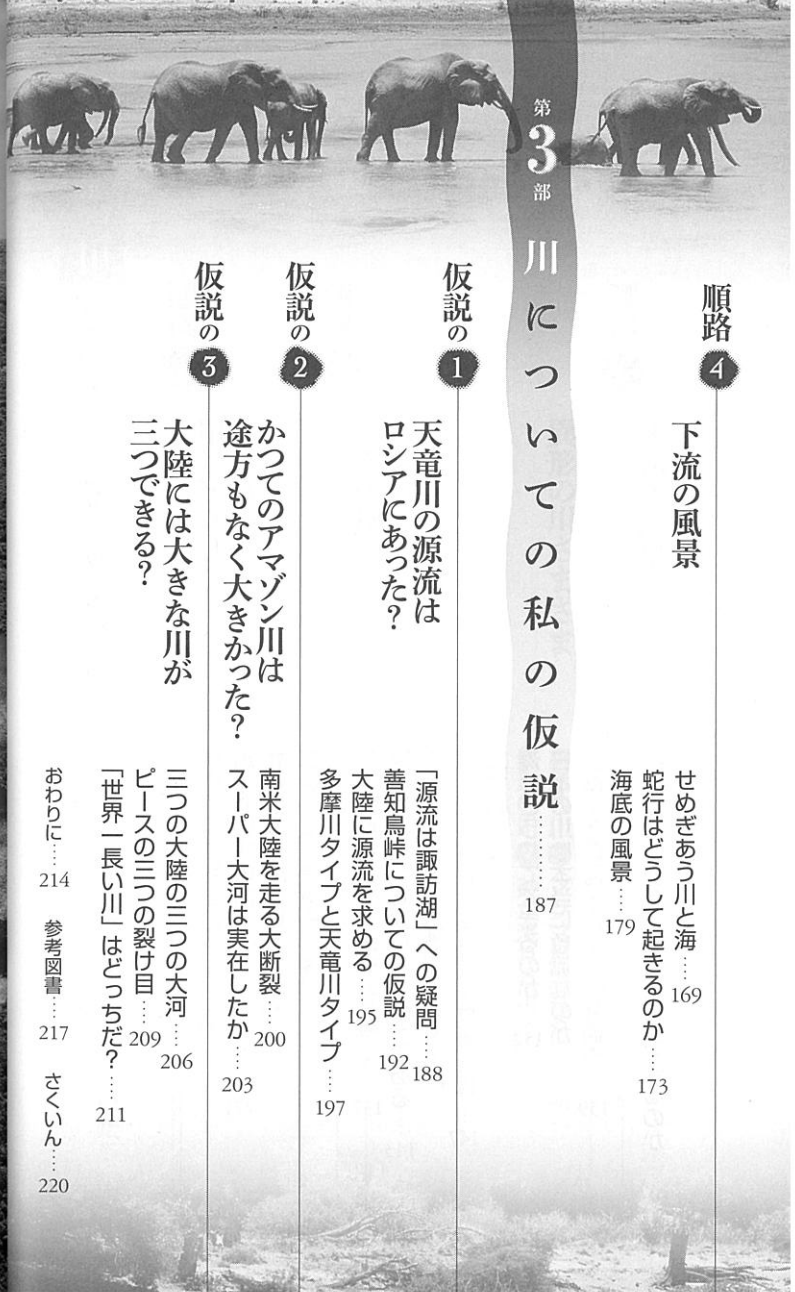 順路 4
下流の風景
せめぎあう川と海……169
蛇行はどうして起きるのか……173
海底の風景……179
第3部 川についての私の仮説…………187
仮説の 1
天竜川の源流は
ロシアにあった？
「源流は諏訪湖」への疑問……188
善知鳥峠についての仮説……192
大陸に源流を求める……195
多摩川タイプと天竜川タイプ……197
仮説の 2
かつてのアマゾン川は
途方もなく大きかった？
南米大陸を走る大断裂……200
スーパー大河は実在したか……203
仮説の 3
大陸には大きな川が
三つできる？
三つの大陸の三つの大河……206
ピースの三つの裂け目……209
「世界一長い川」はどっちだ？……211
おわりに……214
参考図書……217
さくいん……220